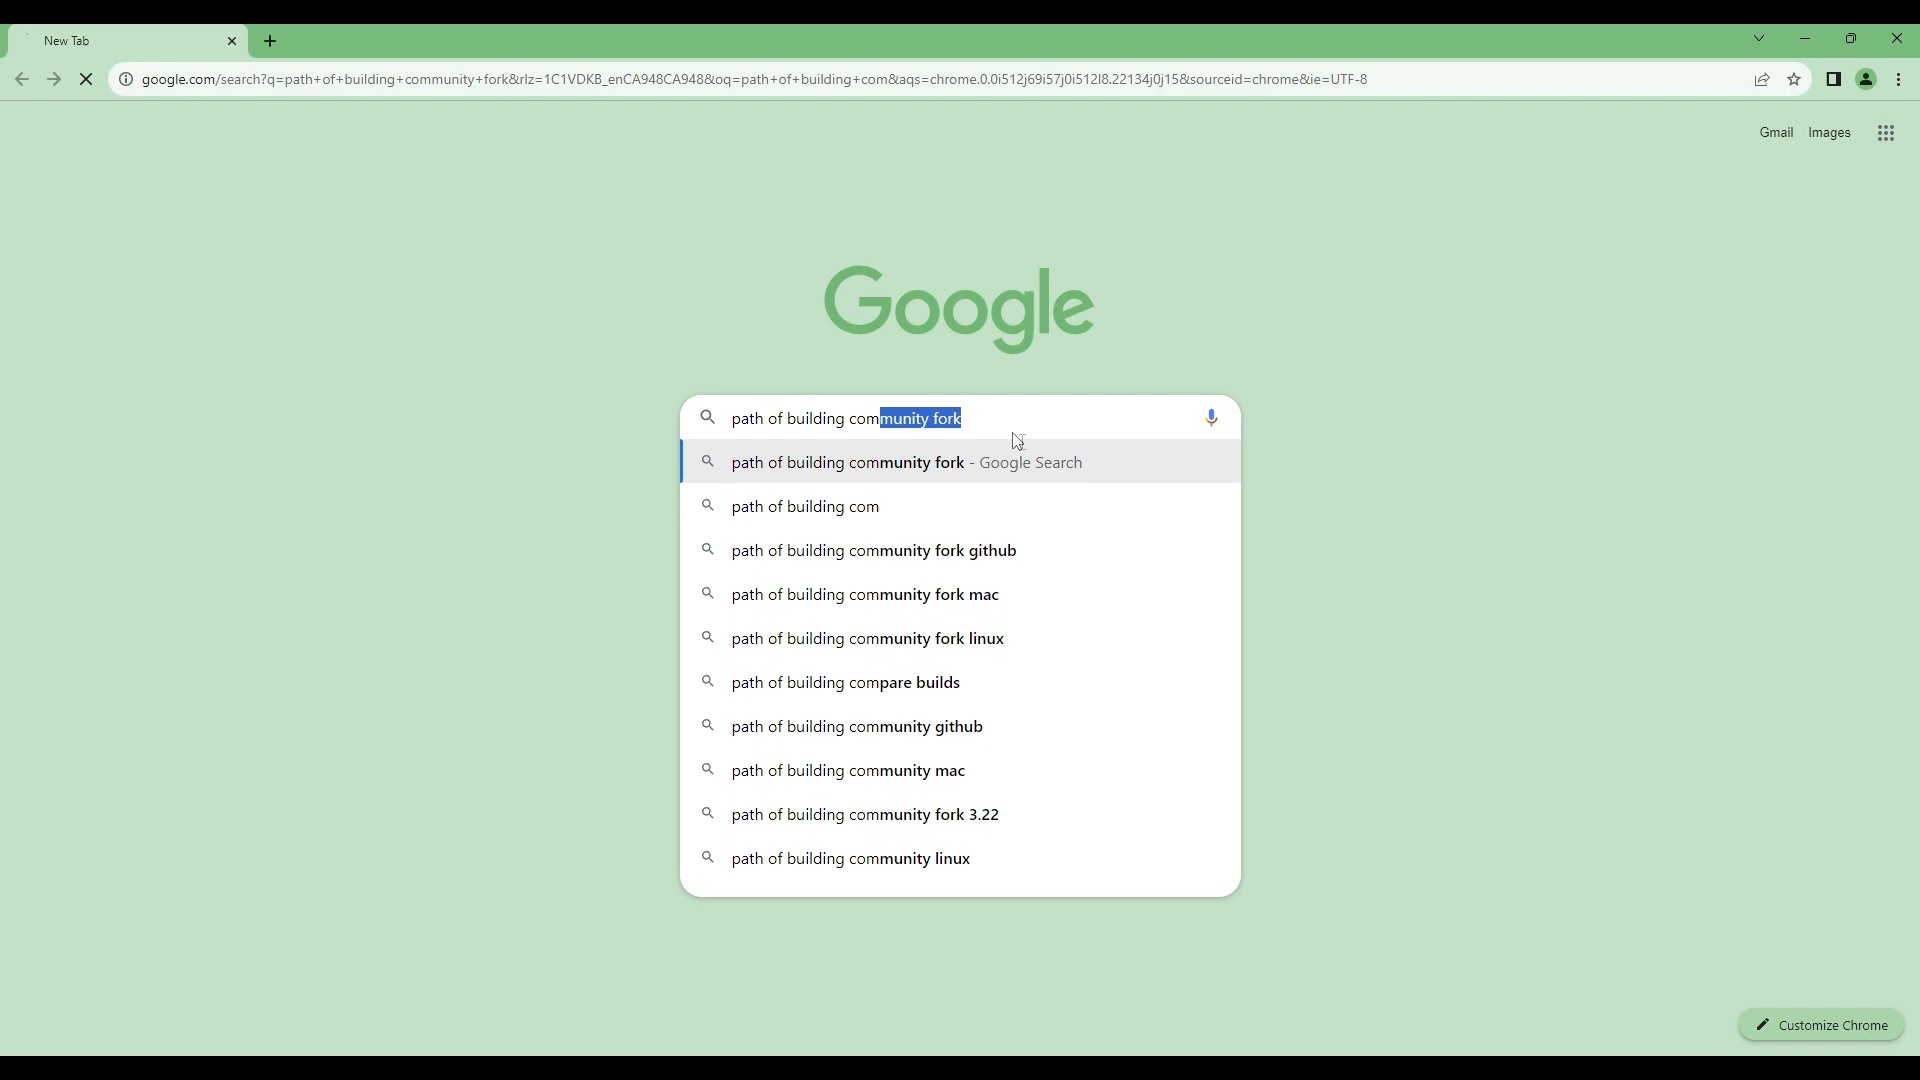 New Tab
google.com/search?q=path+of+building+community+fork&rlz=1C1VDKB_enCA948CA948&oq=path+of+building+com&aqs=chrome.0.0i512j69i57j0i512l8.22134j0j15&sourceid=chrome&ie=UTF-8
Gmail Images
Google
path of building community fork
path of building community fork - Google Search
path of building com
path of building community fork github
path of building community fork mac
path of building community fork linux
path of building compare builds
path of building community github
path of building community mac
path of building community fork 3.22
path of building community linux
Customize Chrome